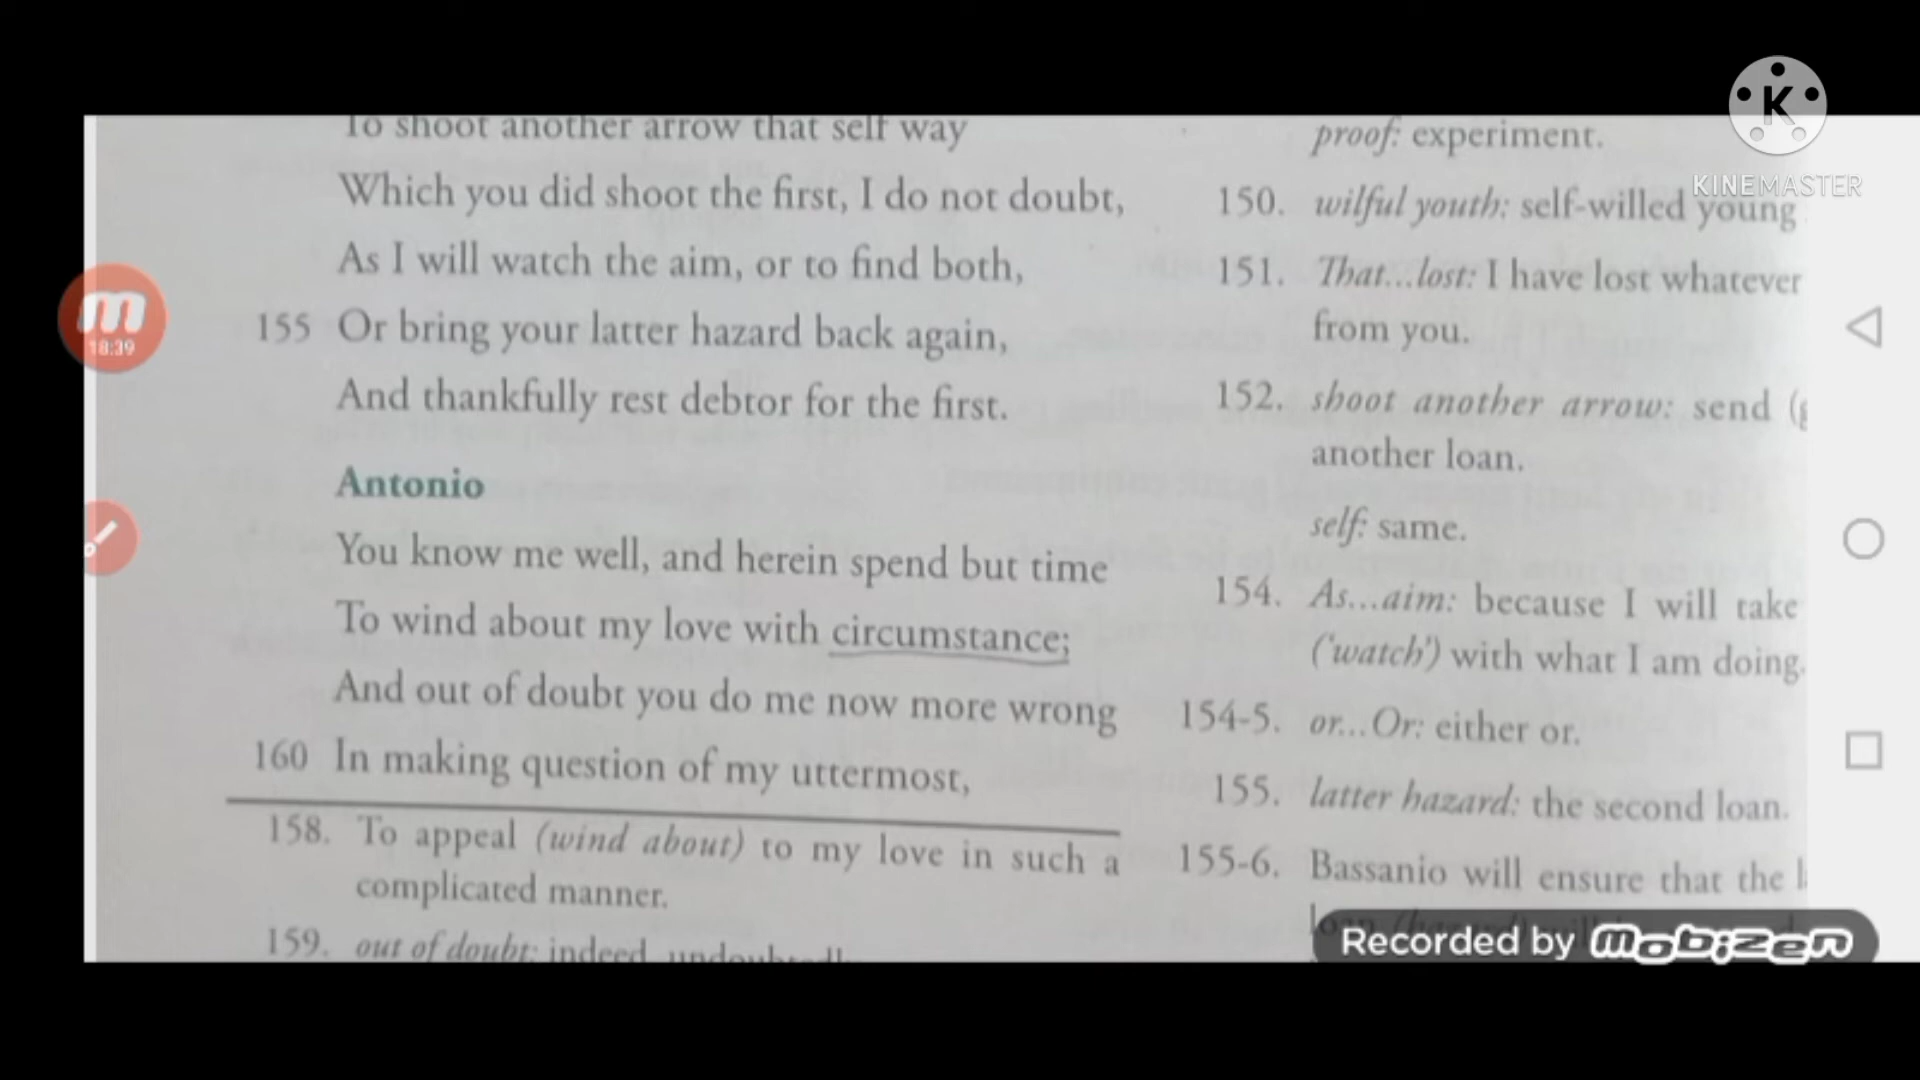 To shoot another arrow that self way
Which you did shoot the first, I do not doubt,
As I will watch the aim, or to find both,
155 Or bring your latter hazard back again,
And thankfully rest debtor for the first.
Antonio
You know me well, and herein spend but time
To wind about my love with circumstance;
And out of doubt you do me now more wrong
160 In making question of my uttermost,
158. To appeal (wind about) to my love in such a
complicated manner.
159. out of doubt: indeed, undoubtedly
proof: experiment.
150. wilful youth: self-willed young
151. That...lost: I have lost whatever
from you.
152. shoot another arrow: send
another loan.
self: same.
154. As...aim: because I will take
('watch') with what I am doing.
154-5. or...Or: either or.
155. latter hazard: the second loan.
155-6. Bassanio will ensure that the
18:39
K
KINEMASTER
Recorded by mobizen